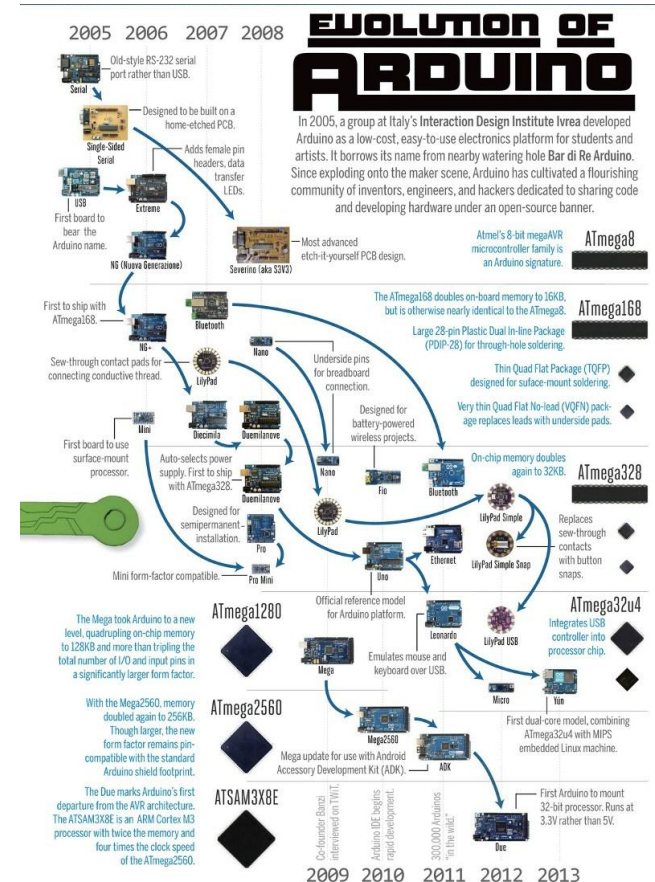 2005 2006 2007 2008
EVOLUTION OF
ARDUINO
In 2005, a group at Italy's Interaction Design Institute Ivrea developed
Arduino as a low-cost, easy-to-use electronics platform for students and
artists. It borrows its name from nearby watering hole Bar di Re Arduino.
Since exploding onto the maker scene, Arduino has cultivated a flourishing
community of inventors, engineers, and hackers dedicated to sharing code
and developing hardware under an open-source banner.
Old-style RS-232 serial
port rather than USB.
Serial
Designed to be built on a
home-etched PCB.
Single-Sided
Serial
Adds female pin
headers, data
transfer
LEDs.
USB
Extreme
First board to
bear the
Arduino name.
NG (Nuova Generazione)
Severino (aka S3V3)
Most advanced
etch-it-yourself PCB design.
Atmel's 8-bit megaAVR
microcontroller family is
an Arduino signature.
ATmega8
First to ship with
ATmega168.
NG+
Bluetooth
The ATmega168 doubles on-board memory to 16KB,
but is otherwise nearly identical to the ATmega8.
ATmega168
Large 28-pin Plastic Dual In-line Package
(PDIP-28) for through-hole soldering.
Sew-through contact pads for
connecting conductive thread.
LilyPad
Nano
Underside pins
for breadboard
connection.
Thin Quad Flat Package (TQFP)
designed for suface-mount soldering.
Very thin Quad Flat No-lead (VQFN) pack-
age replaces leads with underside pads.
Mini
First board to use
surface-mount
processor.
Diecimila
Duemilanove
Designed for
battery-powered
wireless projects.
Auto-selects power
supply. First to ship
with ATmega328.
Duemilanove
Nano
Fio
Bluetooth
On-chip memory doubles
again to 32KB.
ATmega328
Designed for
semipermanent
installation.
Pro
LilyPad
LilyPad Simple
Replaces
sew-through
contacts
with button
snaps.
LilyPad Simple Snap
Mini form-factor compatible.
Pro Mini
Uno
Ethernet
Official reference model
for Arduino platform.
The Mega took Arduino to a new
level, quadrupling on-chip memory
to 128KB and more than tripling the
total number of I/O and input pins in
a significantly larger form factor.
ATmega1280
Mega
Leonardo
Emulates mouse and
keyboard over USB.
LilyPad USB
ATmega32u4
Integrates USB
controller into
processor chip.
Micro
Yún
First dual-core model, combining
ATmega32u4 with MIPS
embedded Linux machine.
With the Mega2560, memory
doubled again to 256KB.
Though larger, the new
form factor remains pin-
compatible with the standard
Arduino shield footprint.
ATmega2560
Mega2560
Mega update for use with Android
Accessory Development Kit (ADK).
ADK
The Due marks Arduino's first
departure from the AVR architecture.
The ATSAM3X8E is an ARM Cortex M3
processor with twice the memory and
four times the clock speed
of the ATmega2560.
ATSAM3X8E
Co-founder Banzi
interviewed on TWiT.
Arduino IDE begins
rapid development.
300,000 Arduinos
"in the wild."
Due
First Arduino to mount
32-bit processor. Runs at
3.3V rather than 5V.
2009 2010 2011 2012 2013